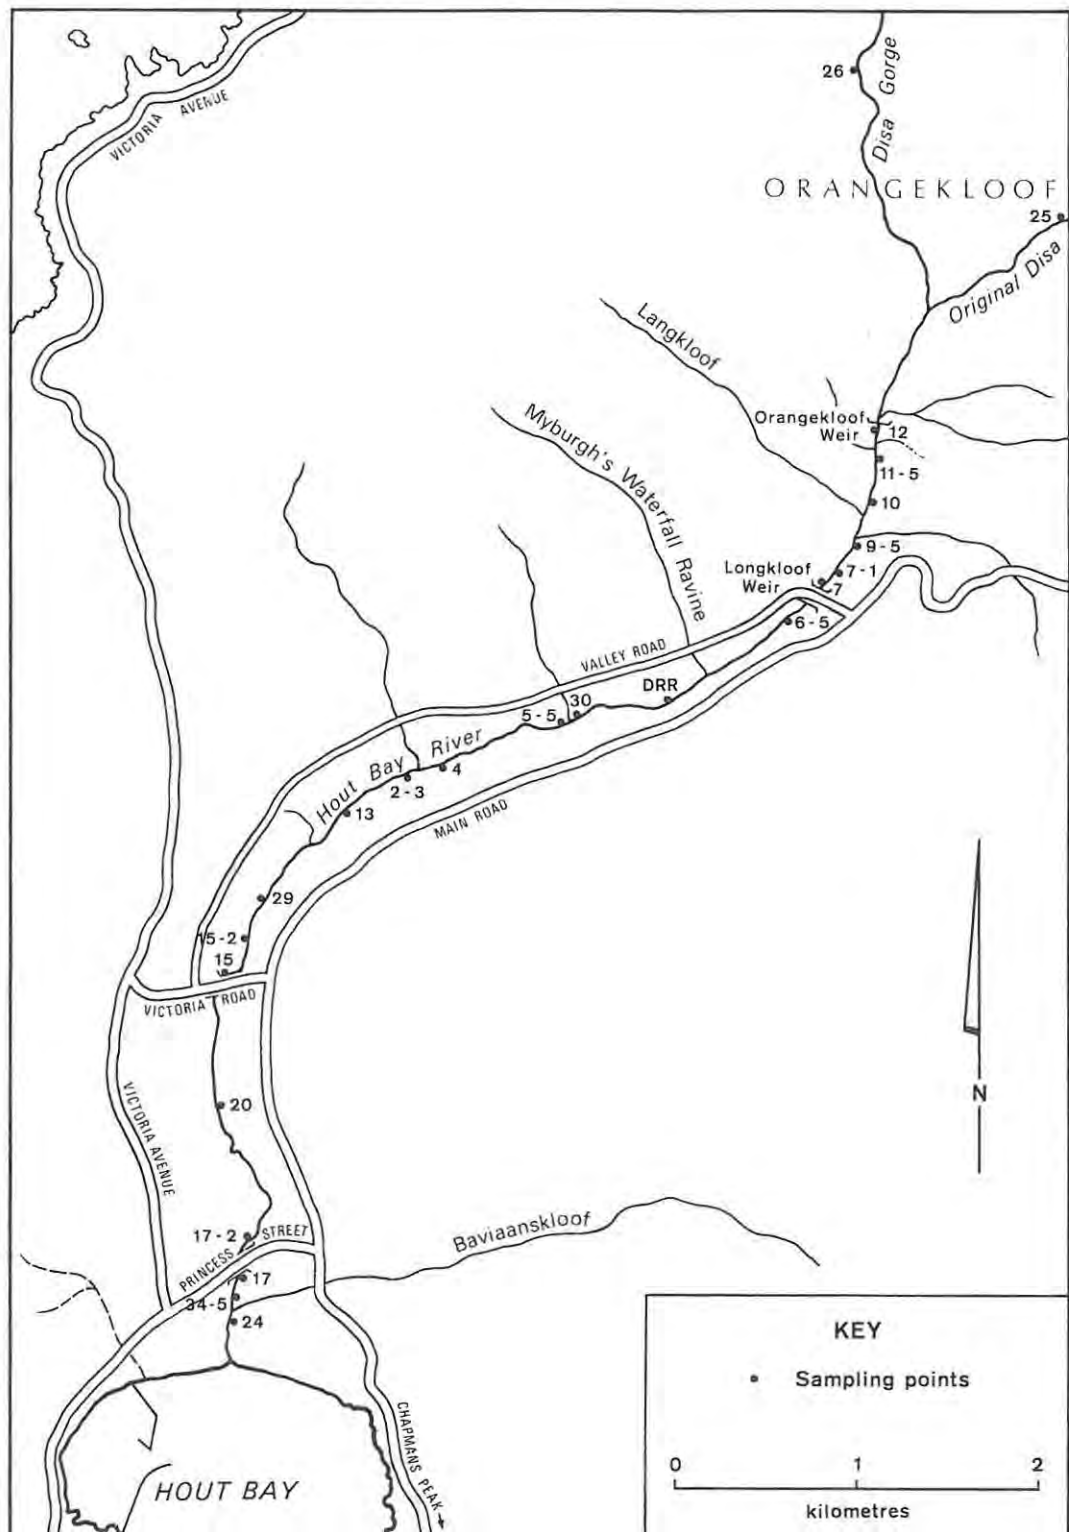 VICTORIA AVENUE
26
Disa Gorge
ORANGEKLOOF
25
Original Disa
Langkloof
Myburgh's Waterfall Ravine
Orangekloof
Weir
12
11-5
10
9-5
Longkloof
Weir
7-1
7
6-5
VALLEY ROAD
DRR
30
5-5
Hout Bay River
4
2-3
13
MAIN ROAD
29
15-2
15
VICTORIA ROAD
N
20
VICTORIA AVENUE
17-2
PRINCESS STREET
Baviaanskloof
17
34-5
24
CHAPMANS PEAK
HOUT BAY
KEY
Sampling points
0 1 2
kilometres